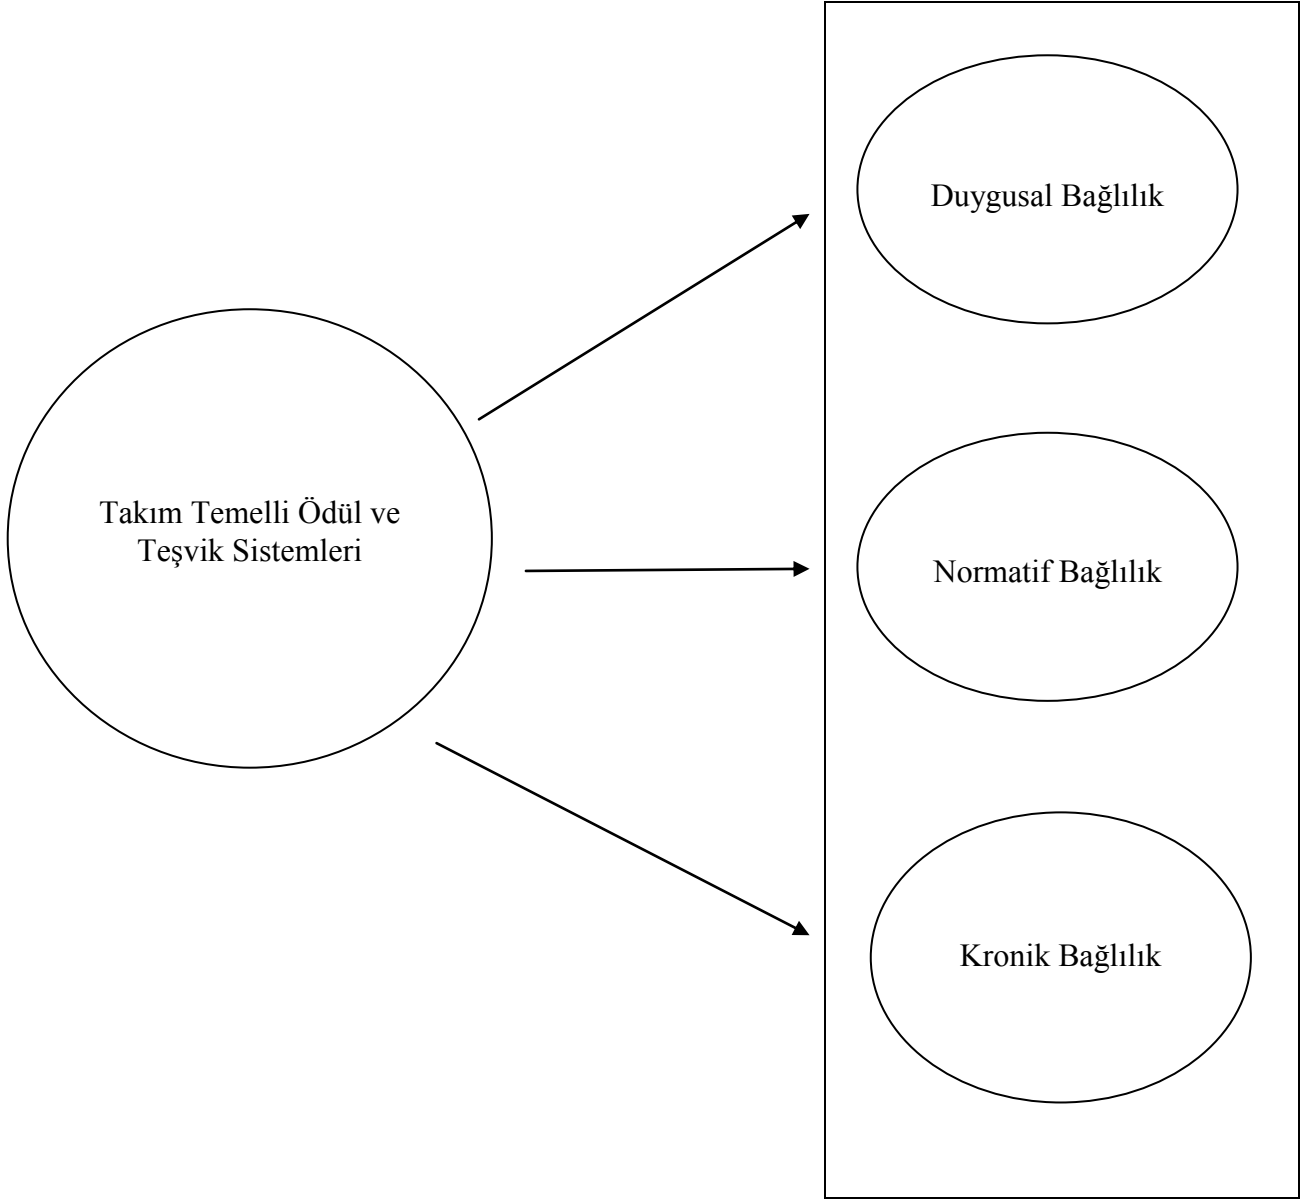 Duygusal Bağlılık
Takım Temelli Ödül ve
Teşvik Sistemleri
Normatif Bağlılık
Kronik Bağlılık